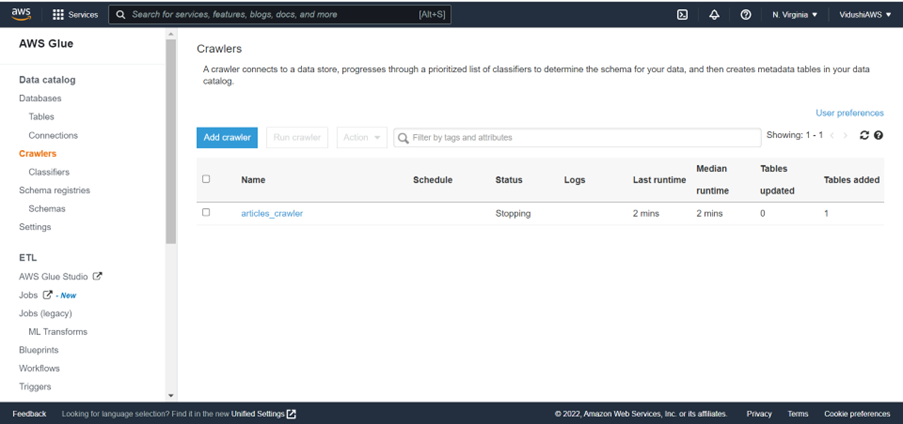 aws
Services
Search for services, features, blogs, docs, and more
[Alt+S]
N. Virginia
VidushiAWS
AWS Glue
Data catalog
Databases
Tables
Connections
Crawlers
Classifiers
Schema registries
Schemas
Settings
ETL
AWS Glue Studio
Jobs - New
Jobs (legacy)
ML Transforms
Blueprints
Workflows
Triggers
Crawlers
A crawler connects to a data store, progresses through a prioritized list of classifiers to determine the schema for your data, and then creates metadata tables in your data
catalog.
User preferences
Add crawler
Run crawler
Action
Filter by tags and attributes
Showing: 1 - 1
Name Schedule Status Logs Last runtime Median runtime Tables updated Tables added
articles_crawler Stopping 2 mins 2 mins 0 1
Feedback
Looking for language selection? Find it in the new Unified Settings
© 2022, Amazon Web Services, Inc. or its affiliates.
Privacy
Terms
Cookie preferences